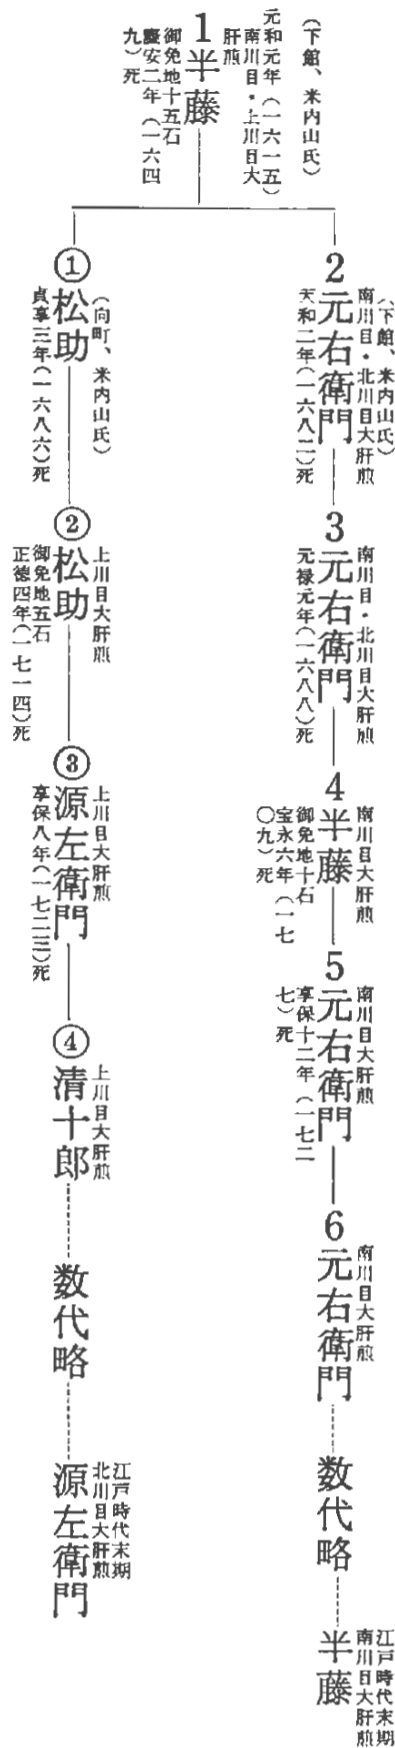 (下館、米内山氏)
元和元年(一六一五)
南川目・上川目大
肝煎
1半藤
御免地十五石
慶安二年(一六四
九)死
(下館、米内山氏)
南川目・北川目大肝煎
2元右衛門
天和二年(一六八二)死
南川目・北川目大肝煎
3元右衛門
元禄元年(一六八八)死
南川目大肝煎
4半藤
御免地十石
宝永六年(一七
〇九)死
南川目大肝煎
5元右衛門
享保十二年(一七二
七)死
南川目大肝煎
6元右衛門
数代略
江戸時代末期
南川目大肝煎
半藤
(向町、米内山氏)
①松助
貞享三年(一六八六)死
上川目大肝煎
②松助
御免地五石
正徳四年(一七一四)死
上川目大肝煎
③源左衛門
享保八年(一七二三)死
上川目大肝煎
④清十郎
数代略
江戸時代末期
北川目大肝煎
源左衛門